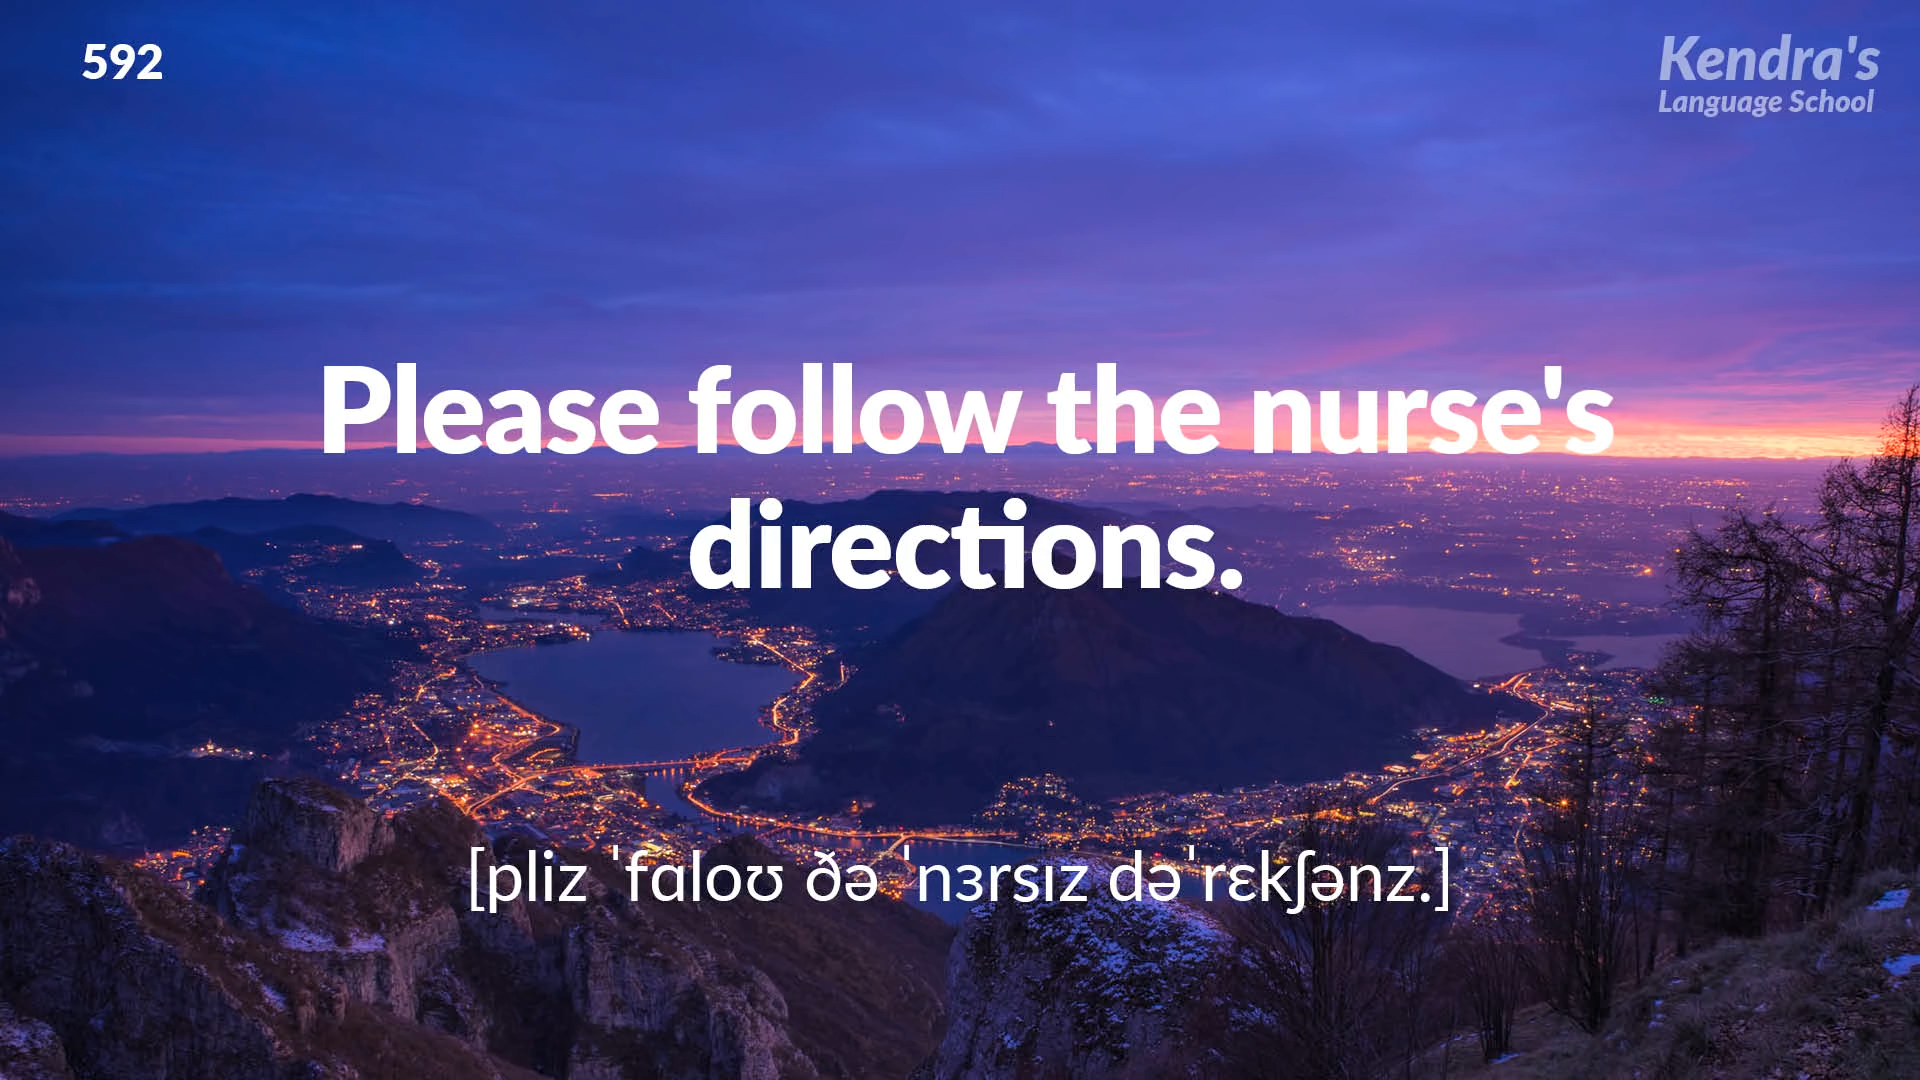 592
Kendra's
Language School
Please follow the nurse's
directions.
[pliz ˈfɑloʊ ðə ˈnɜrsɪz dəˈrɛkʃənz.]